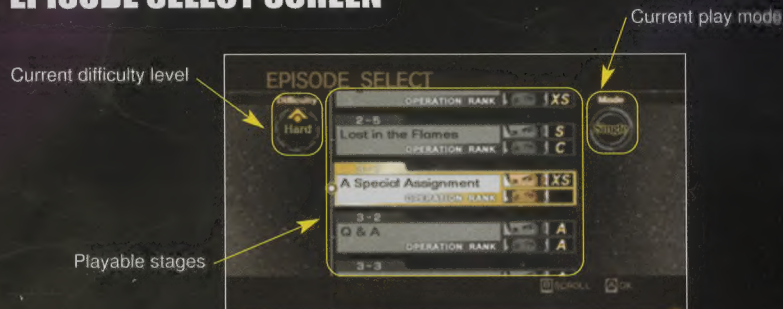 EPISODE SELECT SCREEN
Current play mode
Current difficulty level
EPISODE SELECT
Difficulty
Hard
Mode
Single
OPERATION RANK XS
2-5
Lost in the Flames S
OPERATION RANK C
A Special Assignment XS
OPERATION RANK
3-2
Q & A A
OPERATION RANK A
3-3
Playable stages
B SCROLL A OK